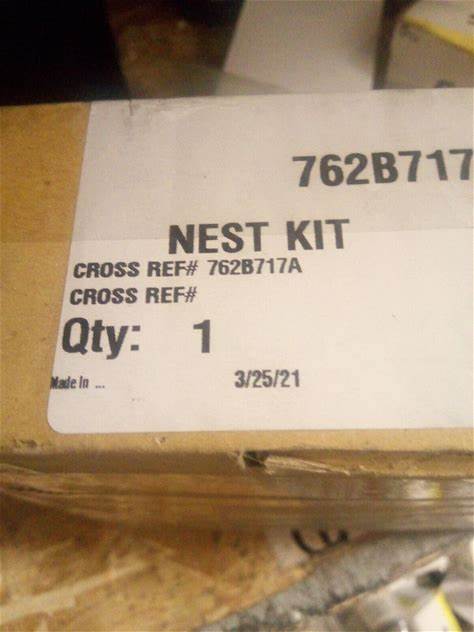 762B717
NEST KIT
CROSS REF# 762B717A
CROSS REF#
Qty: 1
Made In ... 3/25/21